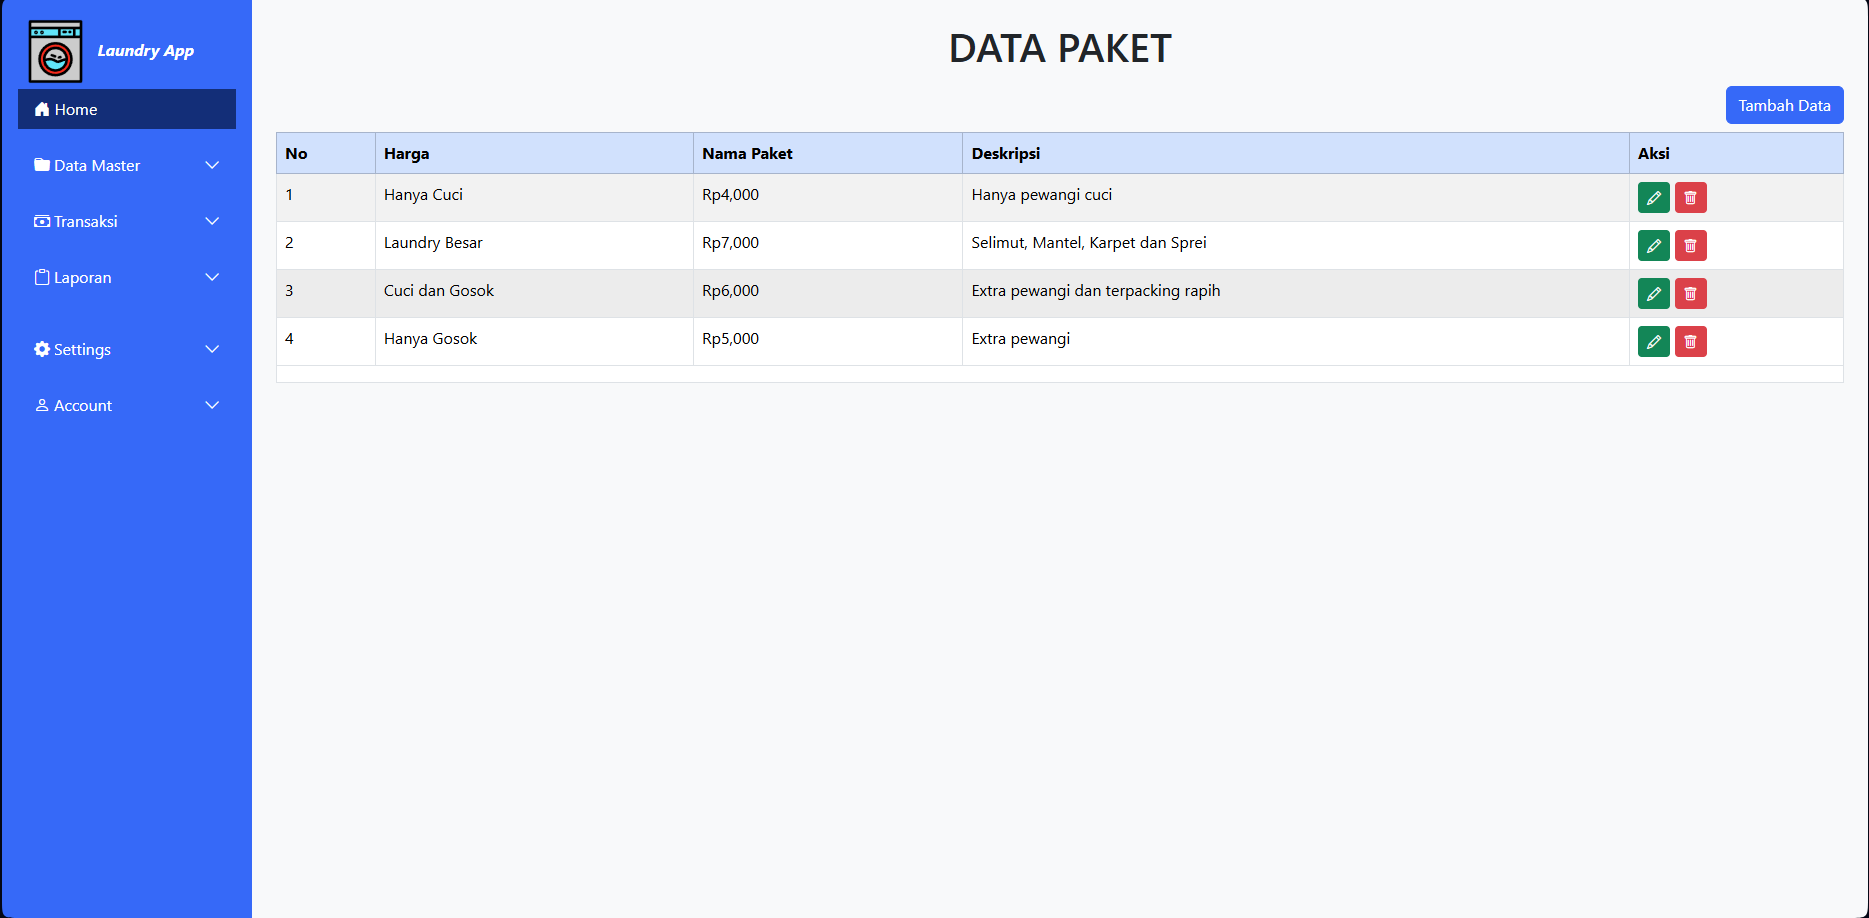 Laundry App
Home
Data Master
Transaksi
Laporan
Settings
Account
DATA PAKET
Tambah Data
No Harga Nama Paket Deskripsi Aksi
1 Hanya Cuci Rp4,000 Hanya pewangi cuci
2 Laundry Besar Rp7,000 Selimut, Mantel, Karpet dan Sprei
3 Cuci dan Gosok Rp6,000 Extra pewangi dan terpacking rapih
4 Hanya Gosok Rp5,000 Extra pewangi